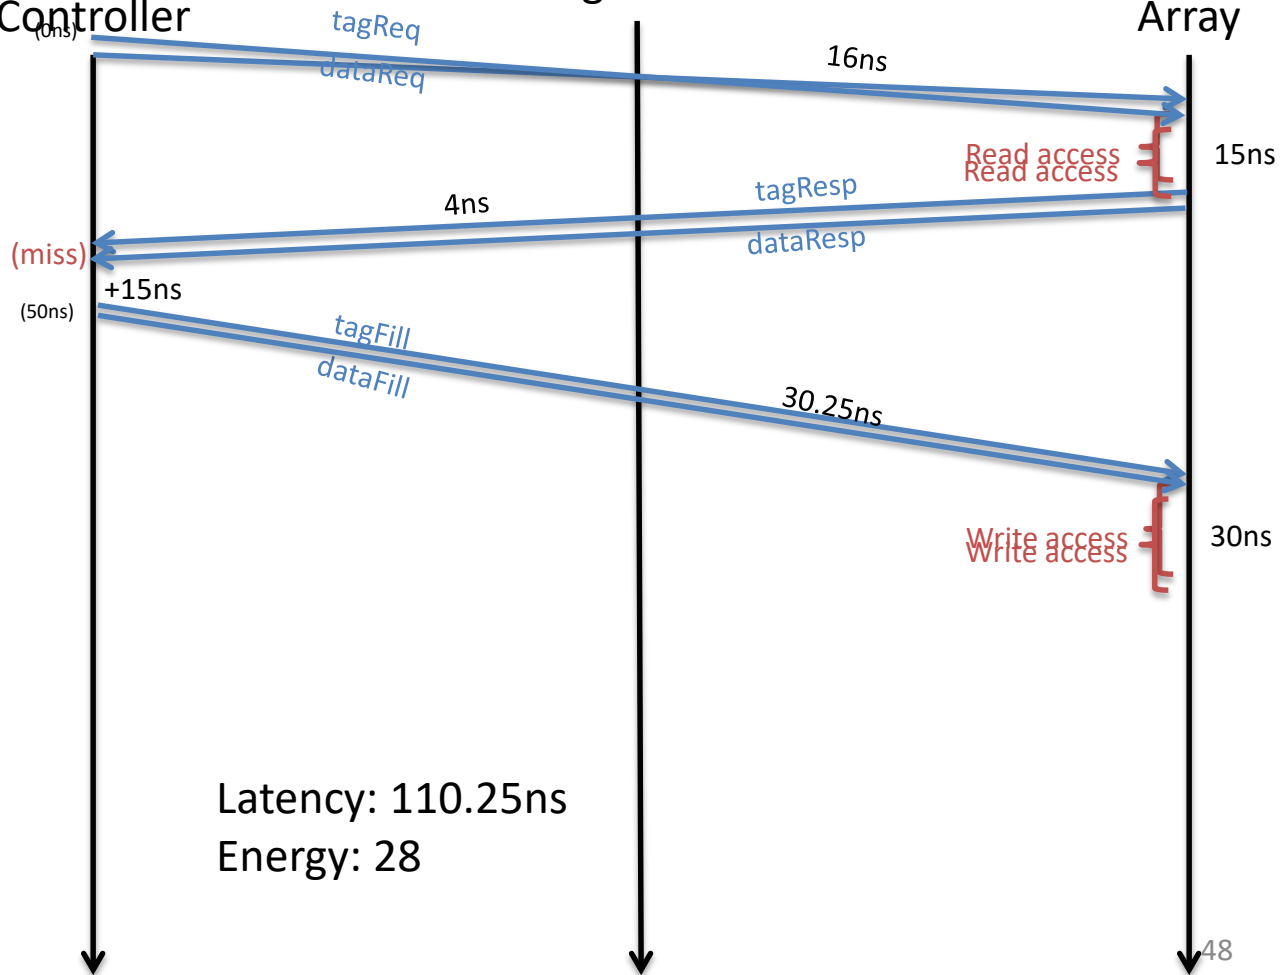 Controller
Array
(0ns)
tagReq
dataReq
16ns
Read access
Read access
15ns
tagResp
4ns
dataResp
(miss)
+15ns
(50ns)
tagFill
dataFill
30.25ns
Write access
Write access
30ns
Latency: 110.25ns
Energy: 28
48